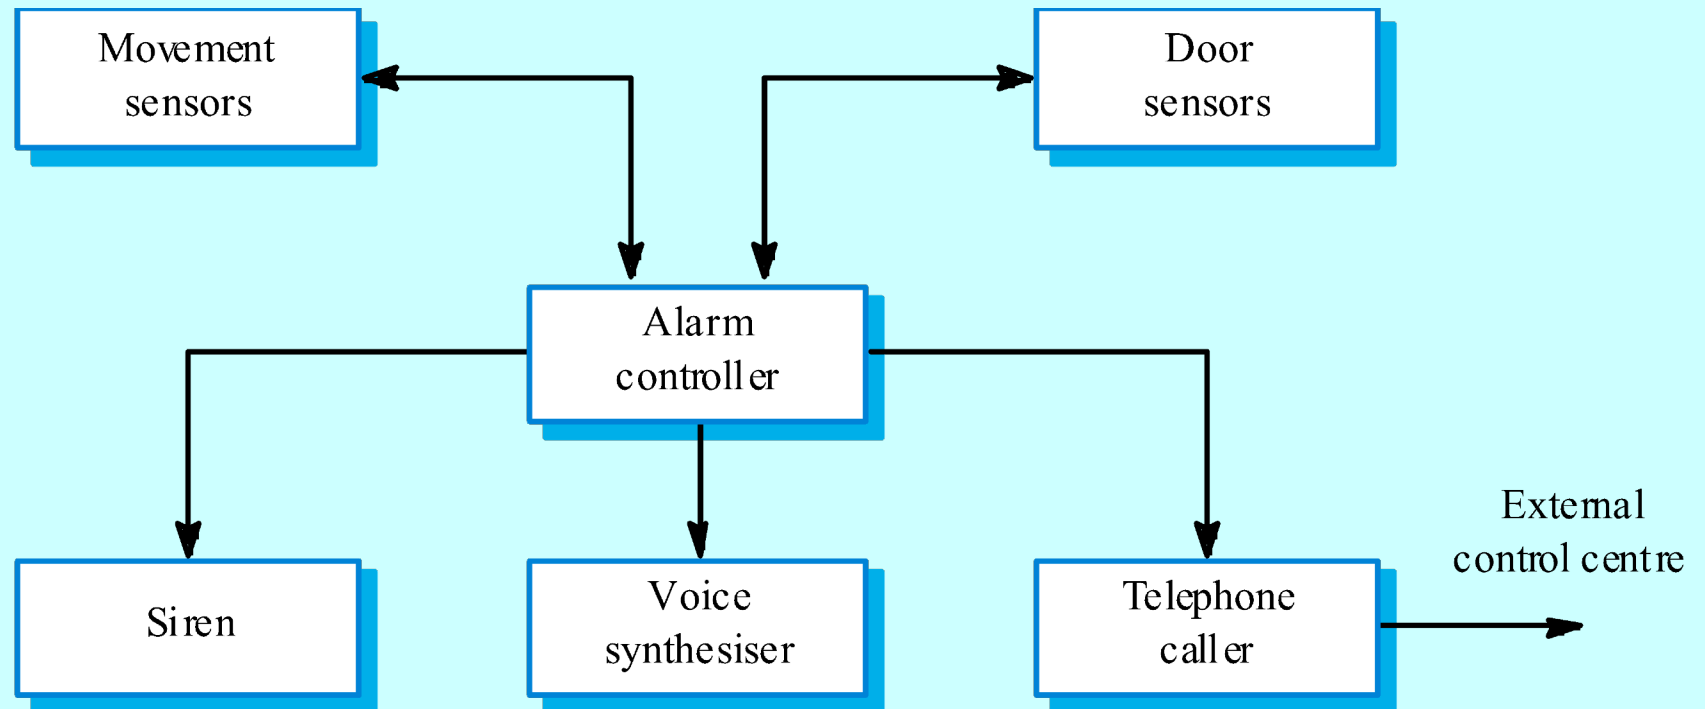 Movement
sensors
Door
sensors
Alarm
controller
Siren
Voice
synthesiser
Telephone
caller
External
control centre